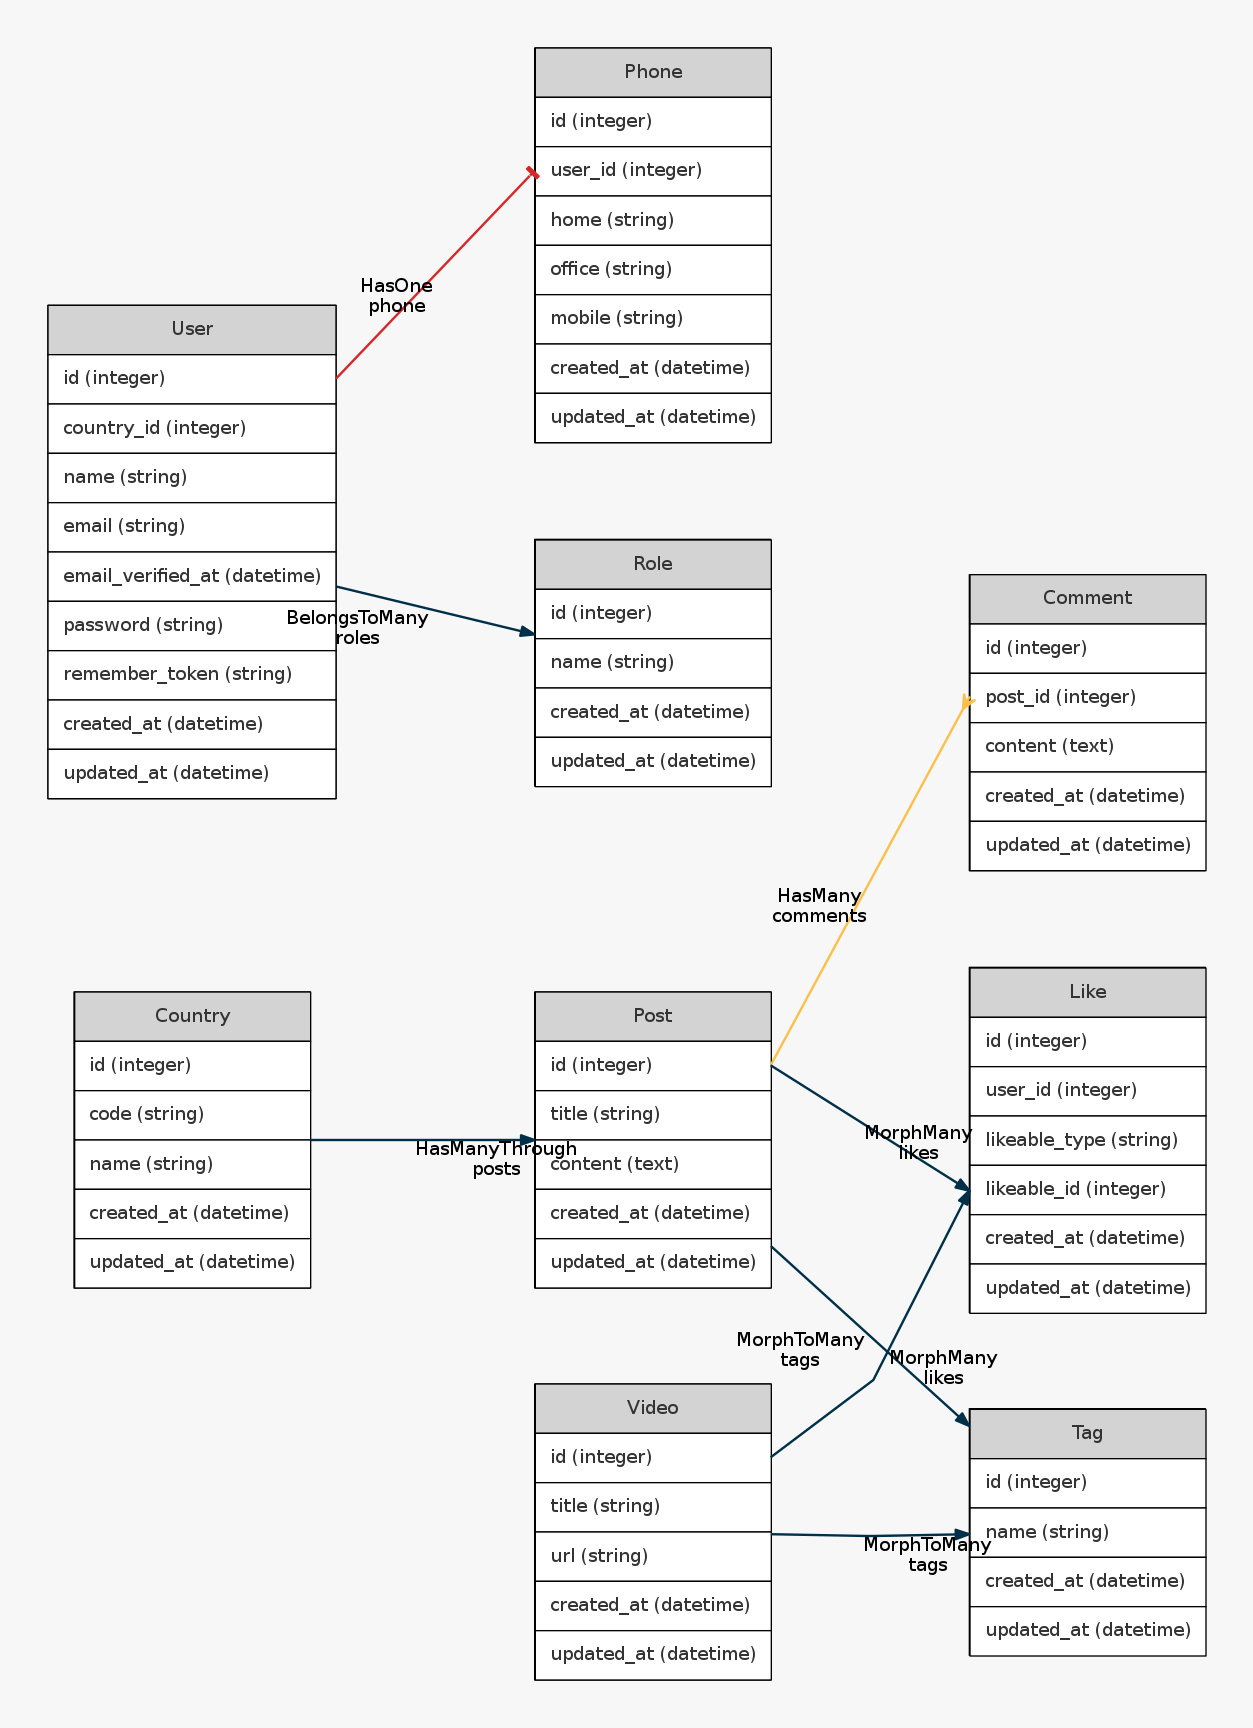 Phone
id (integer)
user_id (integer)
home (string)
office (string)
mobile (string)
created_at (datetime)
updated_at (datetime)
HasOne
phone
User
id (integer)
country_id (integer)
name (string)
email (string)
email_verified_at (datetime)
password (string)
remember_token (string)
created_at (datetime)
updated_at (datetime)
BelongsToMany
roles
Role
id (integer)
name (string)
created_at (datetime)
updated_at (datetime)
Comment
id (integer)
post_id (integer)
content (text)
created_at (datetime)
updated_at (datetime)
HasMany
comments
Country
id (integer)
code (string)
name (string)
created_at (datetime)
updated_at (datetime)
HasManyThrough
posts
Post
id (integer)
title (string)
content (text)
created_at (datetime)
updated_at (datetime)
MorphMany
likes
Like
id (integer)
user_id (integer)
likeable_type (string)
likeable_id (integer)
created_at (datetime)
updated_at (datetime)
MorphToMany
tags
MorphMany
likes
Video
id (integer)
title (string)
url (string)
created_at (datetime)
updated_at (datetime)
MorphToMany
tags
Tag
id (integer)
name (string)
created_at (datetime)
updated_at (datetime)